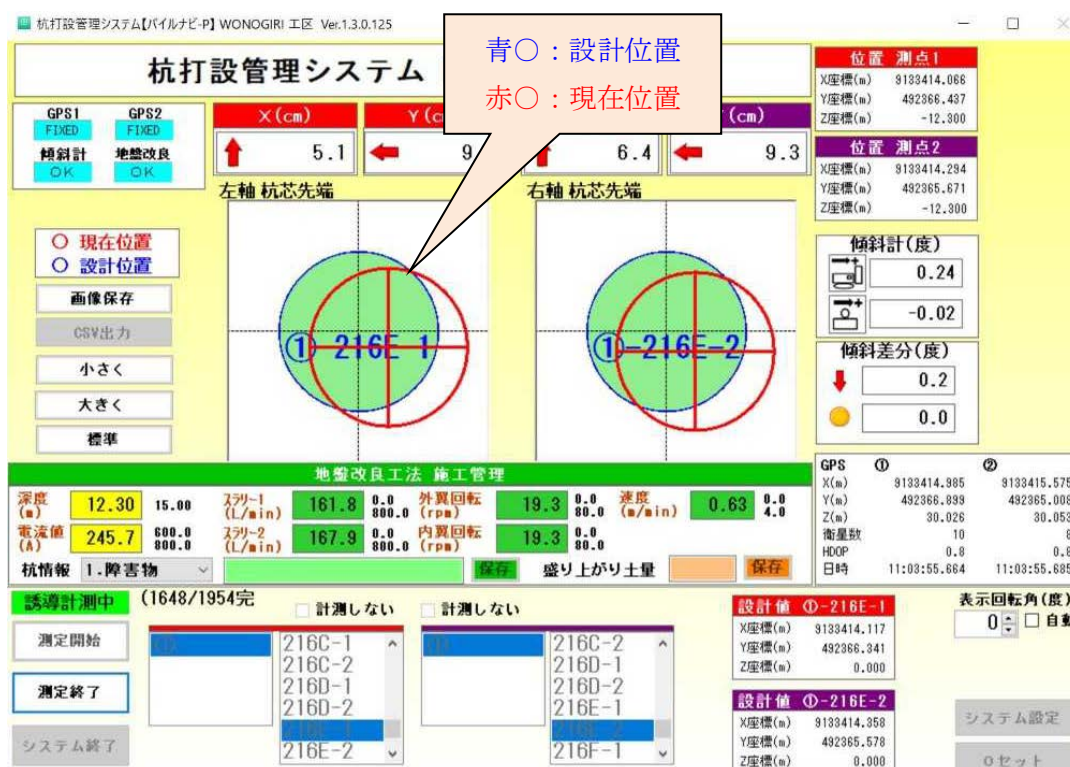 杭打設管理システム【パイルナビ-P】WONOGIRI 工区 Ver.1.3.0.125
杭打設管理システム
青〇：設計位置
赤〇：現在位置
GPS1 GPS2
FIXED FIXED
傾斜計 地盤改良
OK OK
X(cm)
5.1
9
6.4
(cm)
9.3
位置 測点1
X座標(m) 9133414.066
Y座標(m) 492366.437
Z座標(m) -12.300
位置 測点2
X座標(m) 9133414.294
Y座標(m) 492365.671
Z座標(m) -12.300
左軸 杭芯先端
右軸 杭芯先端
①-216E-1
①-216E-2
〇 現在位置
〇 設計位置
画像保存
CSV出力
小さく
大きく
標準
傾斜計(度)
0.24
-0.02
傾斜差分(度)
0.2
0.0
地盤改良工法 施工管理
深度(m) 12.30 15.00
スラリー1(L/min) 161.8 0.0 800.0
外翼回転(rpm) 19.3 0.0 80.0
速度(m/min) 0.63 0.0 4.0
電流値(A) 245.7 600.0 800.0
スラリー2(L/min) 167.9 0.0 800.0
内翼回転(rpm) 19.3 0.0 80.0
杭情報 1.障害物 保存 盛り上がり土量 保存
GPS ① ②
X(m) 9133414.985 9133415.575
Y(m) 492366.899 492365.008
Z(m) 30.026 30.053
衛星数 10 8
HDOP 0.8 0.8
日時 11:03:55.664 11:03:55.685
誘導計測中 (1648/1954完
計測しない
計測しない
測定開始
測定終了
システム終了
216C-1
216C-2
216D-1
216D-2
216E-1
216E-2
216C-2
216D-1
216D-2
216E-1
216E-2
216F-1
設計値 ①-216E-1
X座標(m) 9133414.117
Y座標(m) 492366.341
Z座標(m) 0.000
設計値 ①-216E-2
X座標(m) 9133414.358
Y座標(m) 492365.578
Z座標(m) 0.000
表示回転角(度)
0 自動
システム設定
0セット